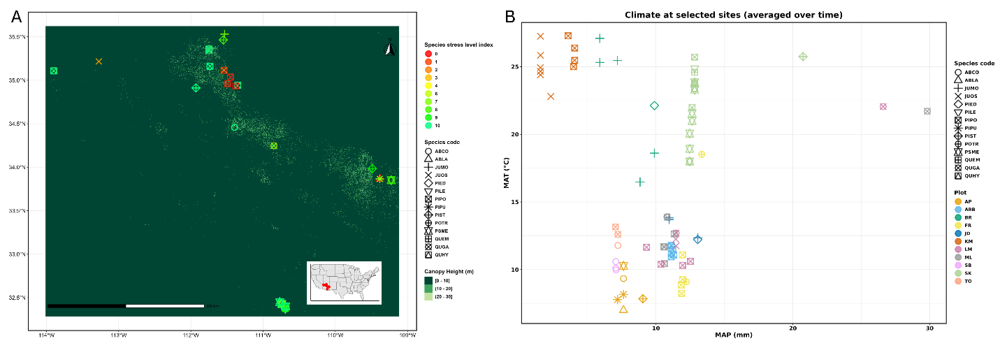 A
35.5°N
35.0°N
34.5°N
34.0°N
33.5°N
33.0°N
32.5°N
114°W
113°W
112°W
111°W
110°W
109°W
Species stress level index
0
1
2
3
4
6
7
8
9
10
Species code
ABCO
ABLA
JUMO
JUOS
PIED
PILE
PIPO
PIPU
PIST
POTR
PSME
QUEM
QUGA
QUHY
Canopy Height (m)
[0 - 10]
(10 - 20]
(20 - 30]
B
Climate at selected sites (averaged over time)
MAT (°C)
25
20
15
10
10
20
30
MAP (mm)
Species code
ABCO
ABLA
JUMO
JUOS
PIED
PILE
PIPO
PIPU
PIST
POTR
PSME
QUEM
QUGA
QUHY
Plot
AP
ARB
BR
FR
JD
KM
LM
ML
SB
SK
TO